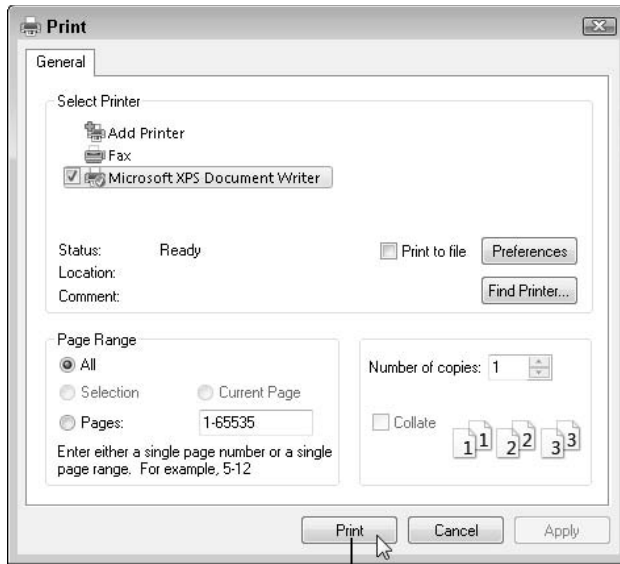 Print
General
Select Printer
Add Printer
Fax
Microsoft XPS Document Writer
Status: Ready
Print to file
Preferences
Location:
Comment:
Find Printer...
Page Range
All
Selection
Current Page
Pages: 1-65535
Enter either a single page number or a single
page range. For example, 5-12
Number of copies: 1
Collate
1 1 2 2 3 3
Print
Cancel
Apply